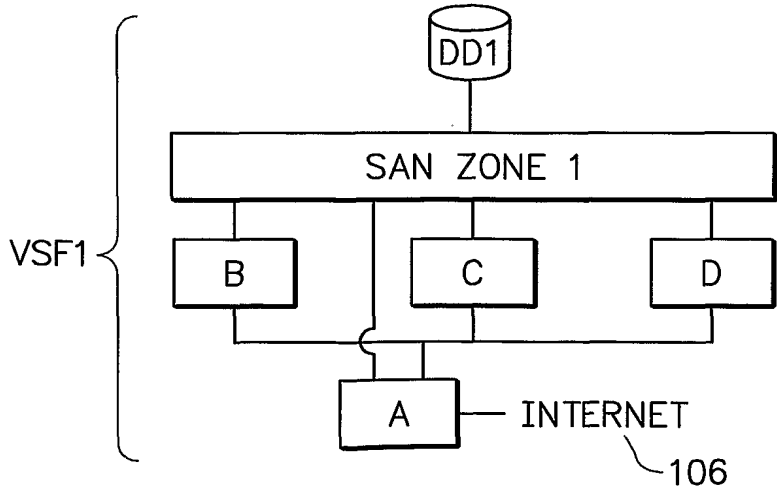 DD1
SAN ZONE 1
VSF1
B
C
D
A
INTERNET
106